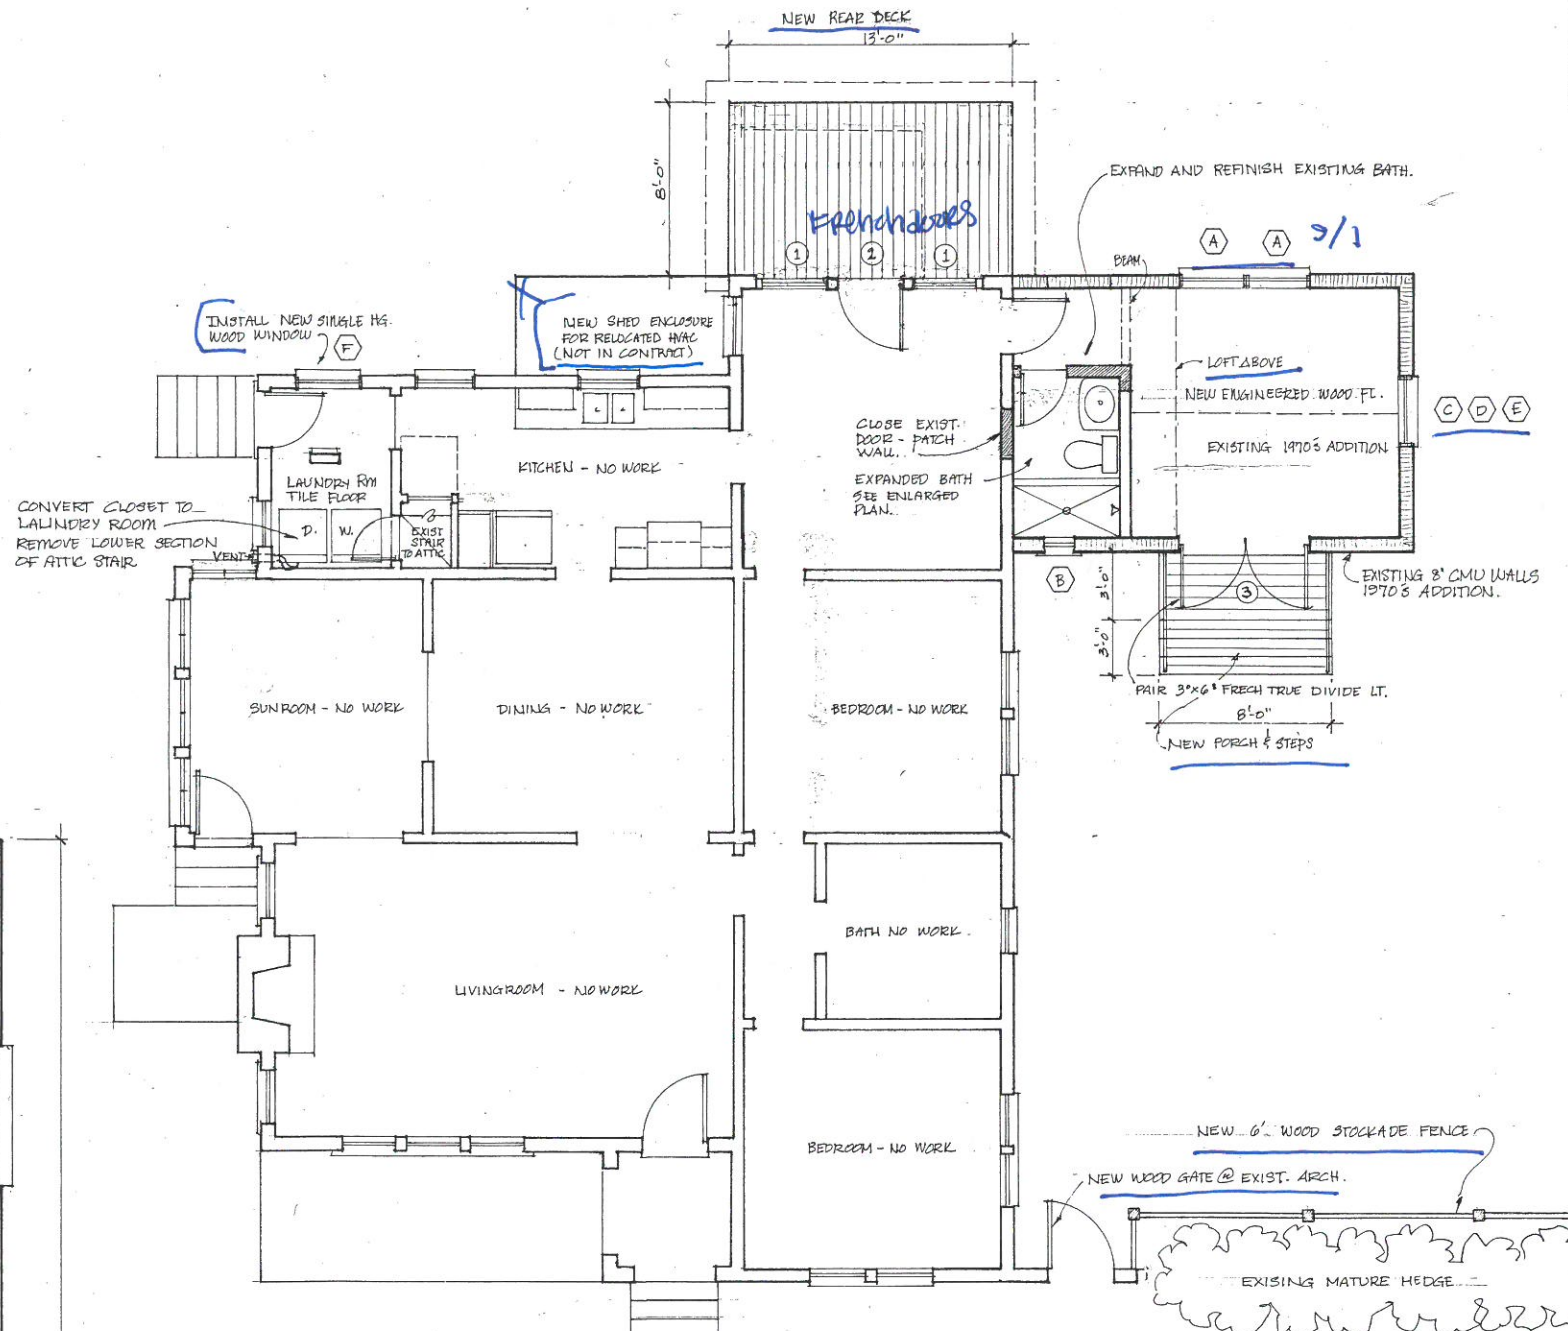 NEW REAR DECK
13'-0"
8'-0"
Frenchdoors
1
2
1
EXPAND AND REFINISH EXISTING BATH.
A
A
9/1
BEAM
INSTALL NEW SINGLE HG.
WOOD WINDOW
F
NEW SHED ENCLOSURE
FOR RELOCATED HVAC
(NOT IN CONTRACT)
LOFT ABOVE
NEW ENGINEERED WOOD FL.
C D E
EXISTING 1970'S ADDITION
CLOSE EXIST.
DOOR - PATCH
WALL.
EXPANDED BATH
SEE ENLARGED
PLAN.
KITCHEN - NO WORK
LAUNDRY RM
TILE FLOOR
D.
W.
EXIST
STAIR
TO ATTIC
CONVERT CLOSET TO
LAUNDRY ROOM
REMOVE LOWER SECTION
OF ATTIC STAIR
VENT
B
3'-0"
3'-0"
3
EXISTING 8" CMU WALLS
1970'S ADDITION.
PAIR 3°x6⁸ FRECH TRUE DIVIDE LT.
8'-0"
NEW PORCH & STEPS
SUNROOM - NO WORK
DINING - NO WORK
BEDROOM - NO WORK
BATH NO WORK.
LIVINGROOM - NO WORK
BEDROOM - NO WORK
NEW 6' WOOD STOCKADE FENCE
NEW WOOD GATE @ EXIST. ARCH.
EXISING MATURE HEDGE